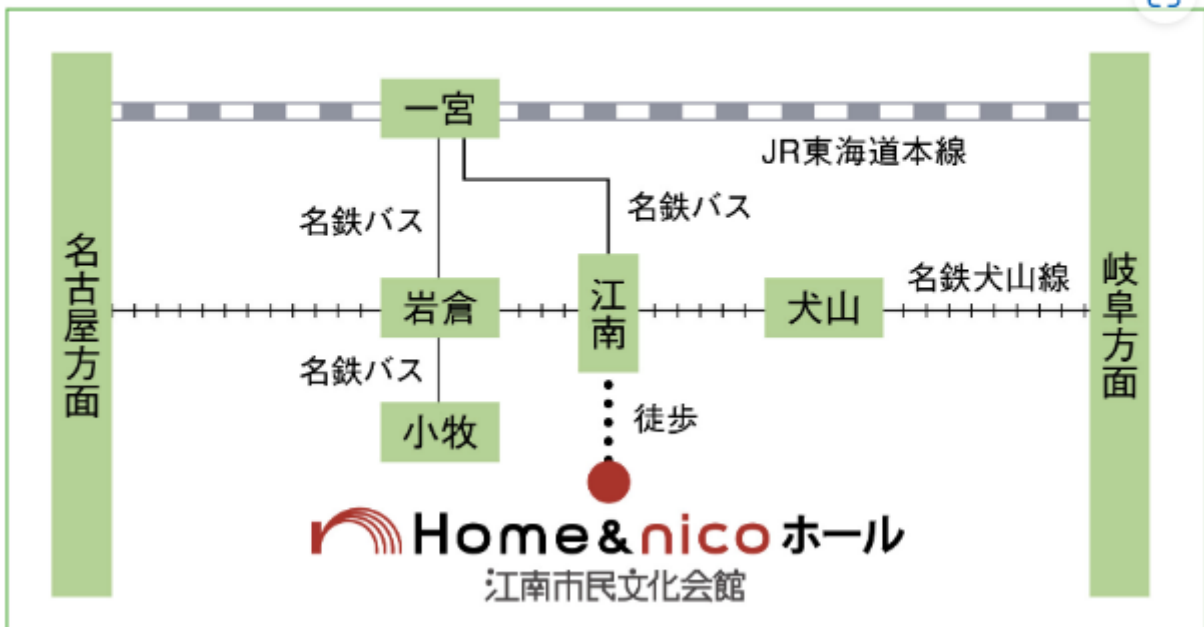 一宮
JR東海道本線
名鉄バス
名鉄バス
名古屋方面
岩倉
江南
犬山
名鉄犬山線
岐阜方面
名鉄バス
小牧
徒歩
Home&nicoホール
江南市民文化会館